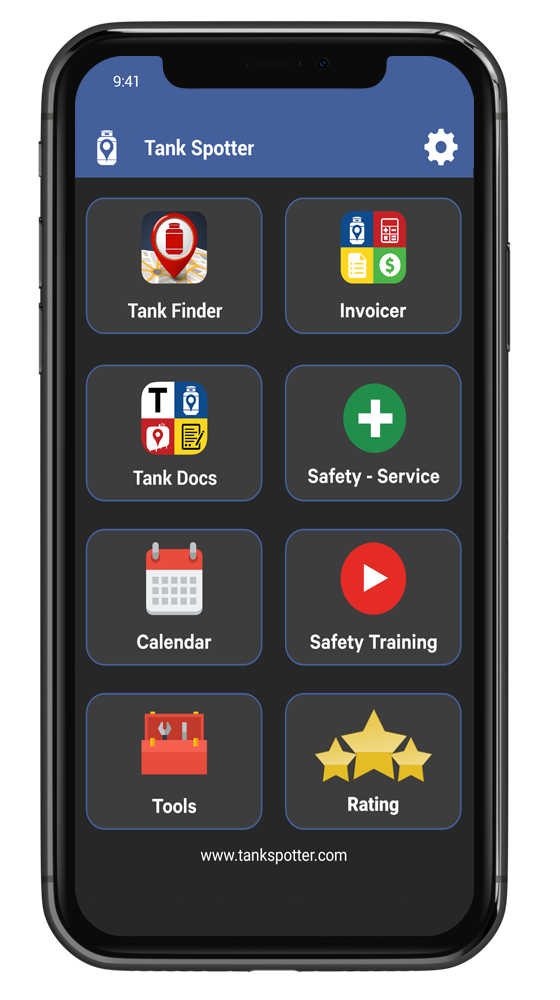 9:41
Tank Spotter
Tank Finder
Invoicer
T
Tank Docs
Safety - Service
Calendar
Safety Training
Tools
Rating
www.tankspotter.com